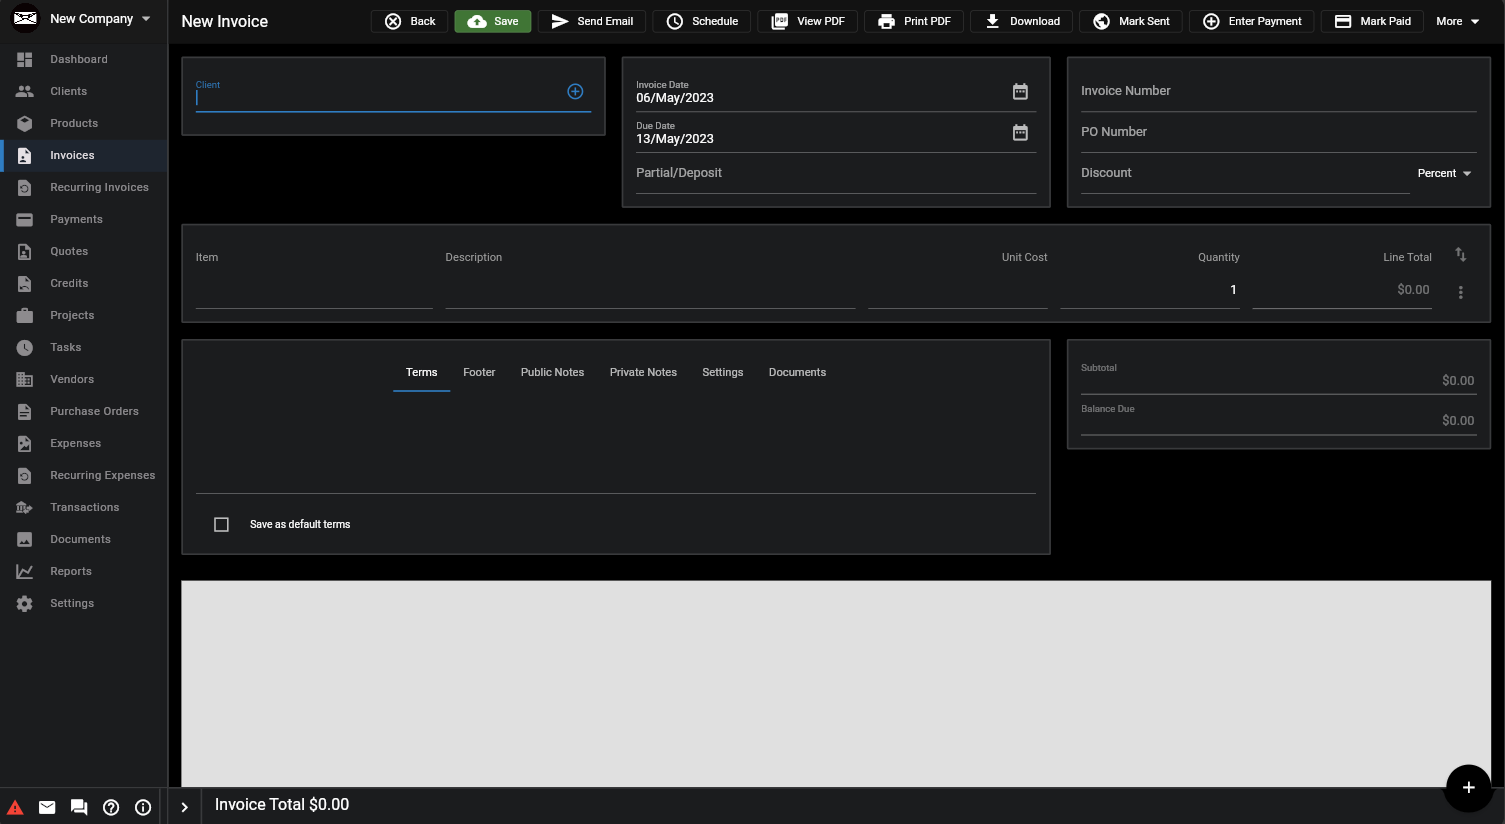 New Company
New Invoice
Back
Save
Send Email
Schedule
View PDF
Print PDF
Download
Mark Sent
Enter Payment
Mark Paid
More
Dashboard
Clients
Products
Invoices
Recurring Invoices
Payments
Quotes
Credits
Projects
Tasks
Vendors
Purchase Orders
Expenses
Recurring Expenses
Transactions
Documents
Reports
Settings
Client
Invoice Date
06/May/2023
Due Date
13/May/2023
Partial/Deposit
Invoice Number
PO Number
Discount
Percent
Item Description Unit Cost Quantity Line Total
1 $0.00
Terms Footer Public Notes Private Notes Settings Documents
Save as default terms
Subtotal
$0.00
Balance Due
$0.00
Invoice Total $0.00